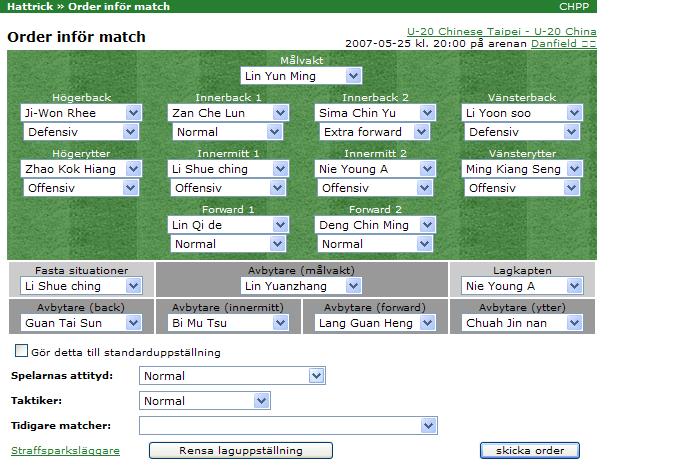 Hattrick » Order inför match CHPP
Order inför match
U-20 Chinese Taipei - U-20 China
2007-05-25 kl. 20:00 på arenan Danfield
Målvakt
Lin Yun Ming
Högerback Innerback 1 Innerback 2 Vänsterback
Ji-Won Rhee Zan Che Lun Sima Chin Yu Li Yoon soo
Defensiv Normal Extra forward Defensiv
Högerytter Innermitt 1 Innermitt 2 Vänsterytter
Zhao Kok Hiang Li Shue ching Nie Young A Ming Kiang Seng
Offensiv Offensiv Offensiv Offensiv
Forward 1 Forward 2
Lin Qi de Deng Chin Ming
Normal Normal
Fasta situationer Avbytare (målvakt) Lagkapten
Li Shue ching Lin Yuanzhang Nie Young A
Avbytare (back) Avbytare (innermitt) Avbytare (forward) Avbytare (ytter)
Guan Tai Sun Bi Mu Tsu Lang Guan Heng Chuah Jin nan
Gör detta till standarduppställning
Spelarnas attityd: Normal
Taktiker: Normal
Tidigare matcher:
Straffsparksläggare Rensa laguppställning skicka order